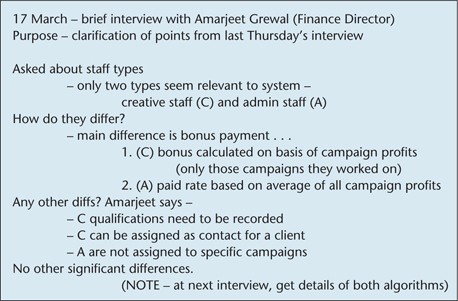 17 March – brief interview with Amarjeet Grewal (Finance Director)
Purpose – clarification of points from last Thursday's interview
Asked about staff types
– only two types seem relevant to system –
creative staff (C) and admin staff (A)
How do they differ?
– main difference is bonus payment . . .
1. (C) bonus calculated on basis of campaign profits
(only those campaigns they worked on)
2. (A) paid rate based on average of all campaign profits
Any other diffs? Amarjeet says –
– C qualifications need to be recorded
– C can be assigned as contact for a client
– A are not assigned to specific campaigns
No other significant differences.
(NOTE – at next interview, get details of both algorithms)